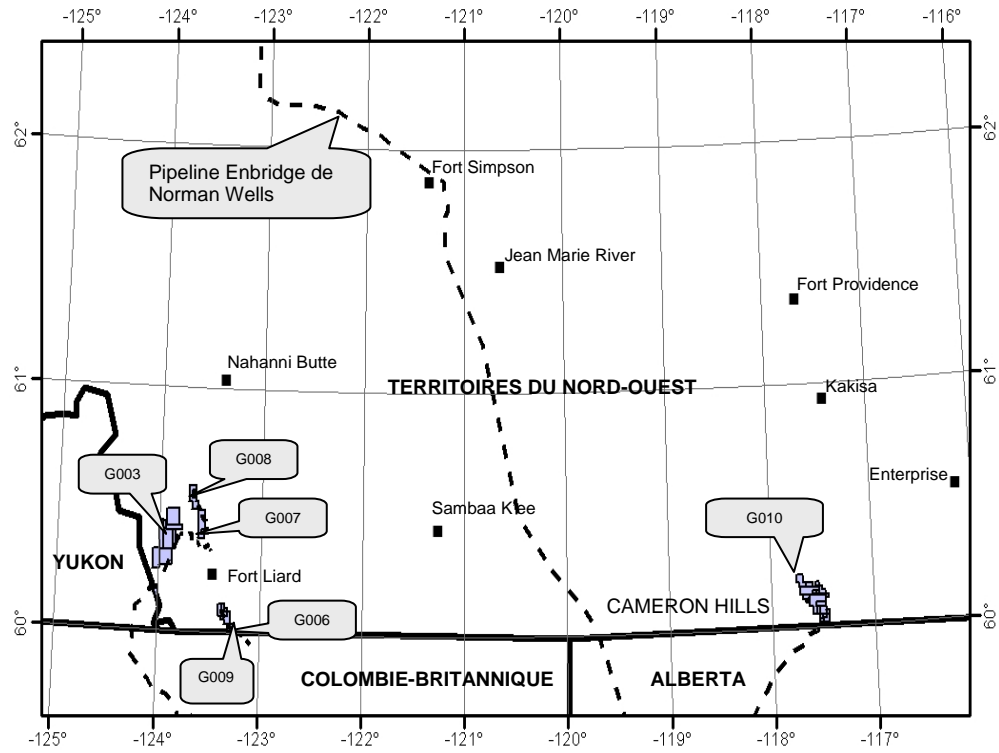 -125° -124° -123° -122° -121° -120° -119° -118° -117° -116°
62° 62°
Pipeline Enbridge de
Norman Wells
Fort Simpson
Jean Marie River
Fort Providence
Nahanni Butte
61° 61°
TERRITOIRES DU NORD-OUEST
Kakisa
G008
G003
Enterprise
G007
Sambaa K'ee
G010
YUKON
Fort Liard
CAMERON HILLS
G006
60° 60°
G009
COLOMBIE-BRITANNIQUE
ALBERTA
-125° -124° -123° -122° -121° -120° -119° -118° -117°